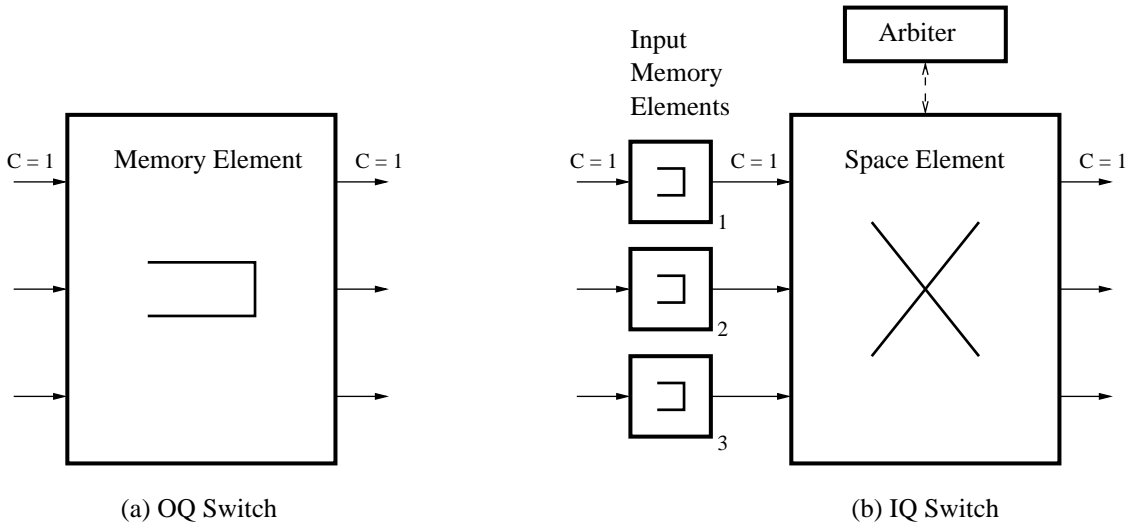 C = 1
Memory Element
C = 1
(a) OQ Switch
Input
Memory
Elements
Arbiter
C = 1
C = 1
Space Element
C = 1
1
2
3
(b) IQ Switch